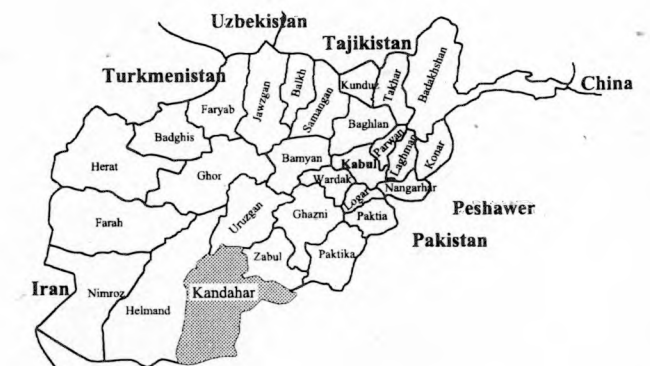 Uzbekistan
Tajikistan
Turkmenistan
China
Kunduz
Takhar
Badakhshan
Balkh
Jawzgan
Samangan
Faryab
Baghlan
Badghis
Parwan
Laghman
Konar
Herat
Bamyan
Kabul
Ghor
Wardak
Nangarhar
Logar
Uruzgan
Ghazni
Paktia
Peshawer
Farah
Pakistan
Zabul
Paktika
Iran
Nimroz
Kandahar
Helmand